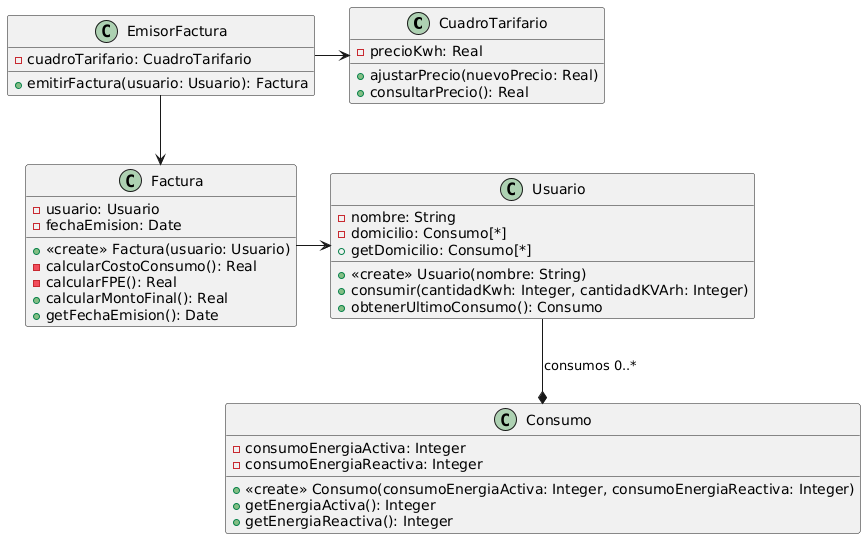 EmisorFactura
cuadroTarifario: CuadroTarifario
emitirFactura(usuario: Usuario): Factura
CuadroTarifario
precioKwh: Real
ajustarPrecio(nuevoPrecio: Real)
consultarPrecio(): Real
Factura
usuario: Usuario
fechaEmision: Date
«create» Factura(usuario: Usuario)
calcularCostoConsumo(): Real
calcularFPE(): Real
calcularMontoFinal(): Real
getFechaEmision(): Date
Usuario
nombre: String
domicilio: Consumo[*]
getDomicilio: Consumo[*]
«create» Usuario(nombre: String)
consumir(cantidadKwh: Integer, cantidadKVArh: Integer)
obtenerUltimoConsumo(): Consumo
consumos 0..*
Consumo
consumoEnergiaActiva: Integer
consumoEnergiaReactiva: Integer
«create» Consumo(consumoEnergiaActiva: Integer, consumoEnergiaReactiva: Integer)
getEnergiaActiva(): Integer
getEnergiaReactiva(): Integer